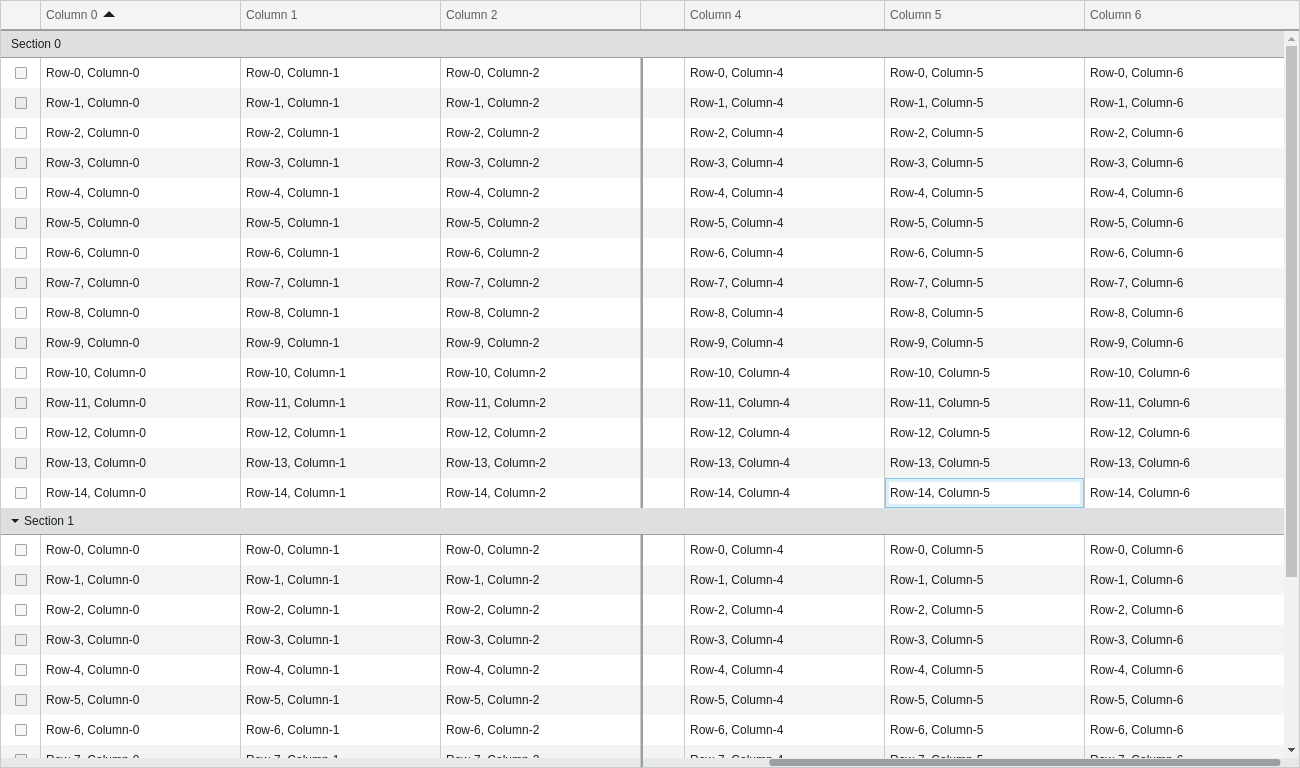 Column 0 Column 1 Column 2 Column 4 Column 5 Column 6
Section 0
Row-0, Column-0 Row-0, Column-1 Row-0, Column-2 Row-0, Column-4 Row-0, Column-5 Row-0, Column-6
Row-1, Column-0 Row-1, Column-1 Row-1, Column-2 Row-1, Column-4 Row-1, Column-5 Row-1, Column-6
Row-2, Column-0 Row-2, Column-1 Row-2, Column-2 Row-2, Column-4 Row-2, Column-5 Row-2, Column-6
Row-3, Column-0 Row-3, Column-1 Row-3, Column-2 Row-3, Column-4 Row-3, Column-5 Row-3, Column-6
Row-4, Column-0 Row-4, Column-1 Row-4, Column-2 Row-4, Column-4 Row-4, Column-5 Row-4, Column-6
Row-5, Column-0 Row-5, Column-1 Row-5, Column-2 Row-5, Column-4 Row-5, Column-5 Row-5, Column-6
Row-6, Column-0 Row-6, Column-1 Row-6, Column-2 Row-6, Column-4 Row-6, Column-5 Row-6, Column-6
Row-7, Column-0 Row-7, Column-1 Row-7, Column-2 Row-7, Column-4 Row-7, Column-5 Row-7, Column-6
Row-8, Column-0 Row-8, Column-1 Row-8, Column-2 Row-8, Column-4 Row-8, Column-5 Row-8, Column-6
Row-9, Column-0 Row-9, Column-1 Row-9, Column-2 Row-9, Column-4 Row-9, Column-5 Row-9, Column-6
Row-10, Column-0 Row-10, Column-1 Row-10, Column-2 Row-10, Column-4 Row-10, Column-5 Row-10, Column-6
Row-11, Column-0 Row-11, Column-1 Row-11, Column-2 Row-11, Column-4 Row-11, Column-5 Row-11, Column-6
Row-12, Column-0 Row-12, Column-1 Row-12, Column-2 Row-12, Column-4 Row-12, Column-5 Row-12, Column-6
Row-13, Column-0 Row-13, Column-1 Row-13, Column-2 Row-13, Column-4 Row-13, Column-5 Row-13, Column-6
Row-14, Column-0 Row-14, Column-1 Row-14, Column-2 Row-14, Column-4 Row-14, Column-5 Row-14, Column-6
Section 1
Row-0, Column-0 Row-0, Column-1 Row-0, Column-2 Row-0, Column-4 Row-0, Column-5 Row-0, Column-6
Row-1, Column-0 Row-1, Column-1 Row-1, Column-2 Row-1, Column-4 Row-1, Column-5 Row-1, Column-6
Row-2, Column-0 Row-2, Column-1 Row-2, Column-2 Row-2, Column-4 Row-2, Column-5 Row-2, Column-6
Row-3, Column-0 Row-3, Column-1 Row-3, Column-2 Row-3, Column-4 Row-3, Column-5 Row-3, Column-6
Row-4, Column-0 Row-4, Column-1 Row-4, Column-2 Row-4, Column-4 Row-4, Column-5 Row-4, Column-6
Row-5, Column-0 Row-5, Column-1 Row-5, Column-2 Row-5, Column-4 Row-5, Column-5 Row-5, Column-6
Row-6, Column-0 Row-6, Column-1 Row-6, Column-2 Row-6, Column-4 Row-6, Column-5 Row-6, Column-6